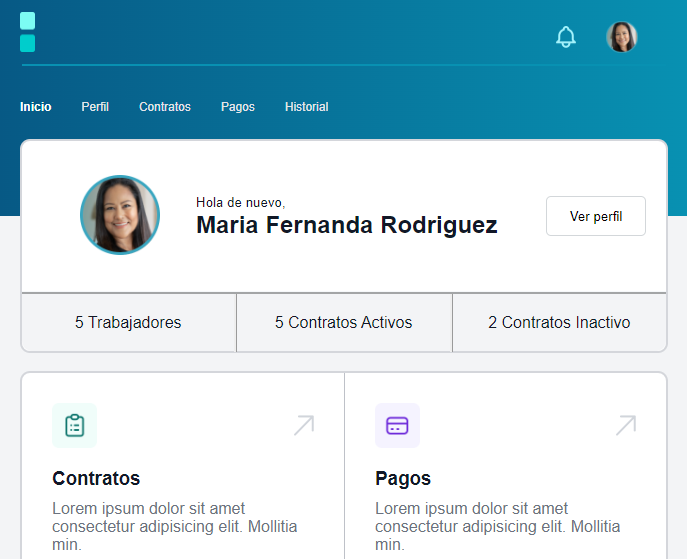 Inicio Perfil Contratos Pagos Historial
Hola de nuevo,
Maria Fernanda Rodriguez
Ver perfil
5 Trabajadores
5 Contratos Activos
2 Contratos Inactivo
Contratos
Lorem ipsum dolor sit amet
consectetur adipisicing elit. Mollitia
min.
Pagos
Lorem ipsum dolor sit amet
consectetur adipisicing elit. Mollitia
min.